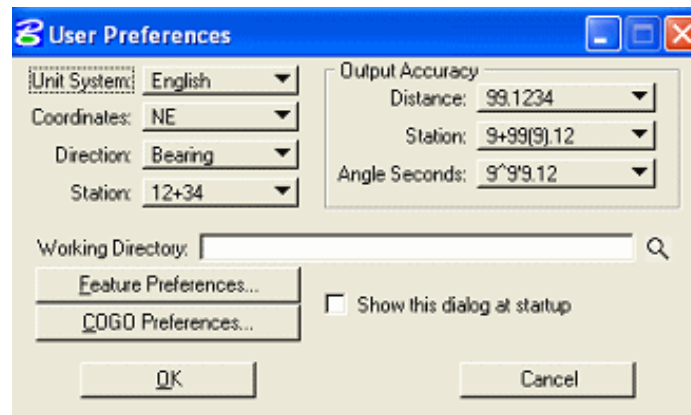 User Preferences
Unit System: English
Coordinates: NE
Direction: Bearing
Station: 12+34
Output Accuracy
Distance: 99.1234
Station: 9+99(9).12
Angle Seconds: 9^9'9.12
Working Directory:
Feature Preferences...
COGO Preferences...
Show this dialog at startup
OK
Cancel